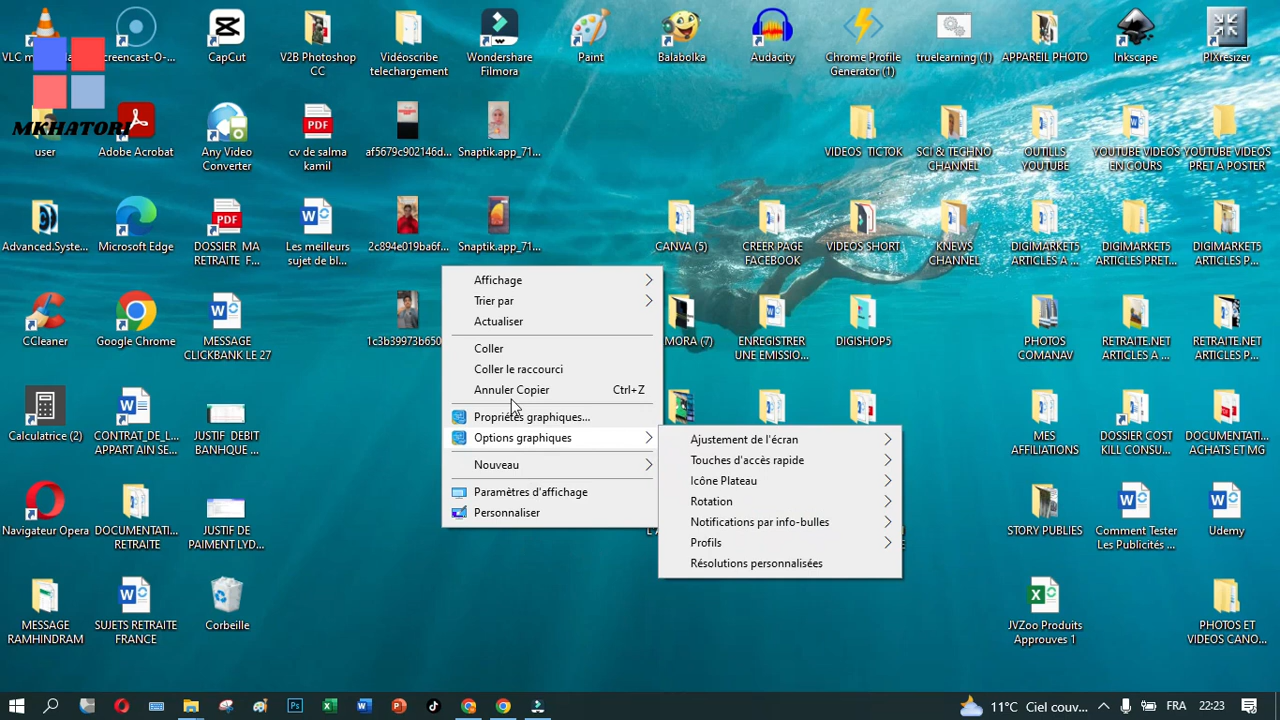 VLC m
creencast-O-...
CapCut
V2B Photoshop
CC
Vidéoscribe
telechargement
Wondershare
Filmora
Paint
Balabolka
Audacity
Chrome Profile
Generator (1)
truelearning (1)
APPAREIL PHOTO
Inkscape
PIXresizer
MKHATORI
user
Adobe Acrobat
Any Video
Converter
cv de salma
kamil
af5679c902146d...
Snaptik.app_71...
VIDEOS TICTOK
SCI & TECHNO
CHANNEL
OUTILLS
YOUTUBE
YOUTUBE VIDEOS
EN COURS
YOUTUBE VIDEOS
PRET A POSTER
Advanced.Syste...
Microsoft Edge
DOSSIER MA
RETRAITE F...
Les meilleurs
sujet de bl...
2c894e019ba6f...
Snaptik.app_71...
CANVA (5)
CREER PAGE
FACEBOOK
VIDEOS SHORT
KNEWS
CHANNEL
DIGIMARKET5
ARTICLES A ...
DIGIMARKET5
ARTICLES PRET...
DIGIMARKET5
ARTICLES P...
CCleaner
Google Chrome
MESSAGE
CLICKBANK LE 27
1c3b39973b650
MORA (7)
ENREGISTRER
UNE EMISSIO...
DIGISHOP5
PHOTOS
COMANAV
RETRAITE.NET
ARTICLES A ...
RETRAITE.NET
ARTICLES P...
Calculatrice (2)
CONTRAT_DE_L...
APPART AIN SE...
JUSTIF DEBIT
BANHQUE ...
MES
AFFILIATIONS
DOSSIER COST
KILL CONSU...
DOCUMENTATI...
ACHATS ET MG
Navigateur Opera
DOCUMENTATI...
RETRAITE
JUSTIF DE
PAIMENT LYD...
STORY PUBLIES
Comment Tester
Les Publicités ...
Udemy
MESSAGE
RAMHINDRAM
SUJETS RETRAITE
FRANCE
Corbeille
JVZoo Produits
Approuves 1
PHOTOS ET
VIDEOS CANO...
Affichage
Trier par
Actualiser
Coller
Coller le raccourci
Annuler Copier Ctrl+Z
Propriétés graphiques...
Options graphiques
Nouveau
Paramètres d'affichage
Personnaliser
Ajustement de l'écran
Touches d'accès rapide
Icône Plateau
Rotation
Notifications par info-bulles
Profils
Résolutions personnalisées
11°C Ciel couv...
FRA
22:23